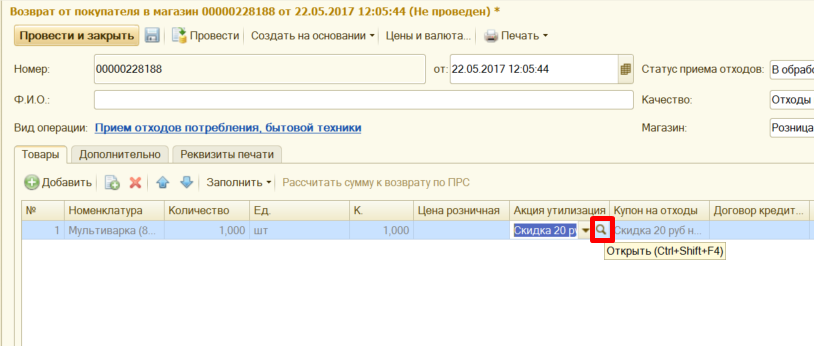 Возврат от покупателя в магазин 00000228188 от 22.05.2017 12:05:44 (Не проведен) *
Провести и закрыть Провести Создать на основании Цены и валюта... Печать
Номер: 00000228188 от: 22.05.2017 12:05:44 Статус приема отходов: В обрабо
Ф.И.О.: Качество: Отходы
Вид операции: Прием отходов потребления, бытовой техники Магазин: Розница
Товары Дополнительно Реквизиты печати
Добавить Заполнить Рассчитать сумму к возврату по ПРС
№ Номенклатура Количество Ед. К. Цена розничная Акция утилизация Купон на отходы Договор кредит...
1 Мультиварка (8... 1,000 шт 1,000 Скидка 20 р Скидка 20 руб н...
Открыть (Ctrl+Shift+F4)